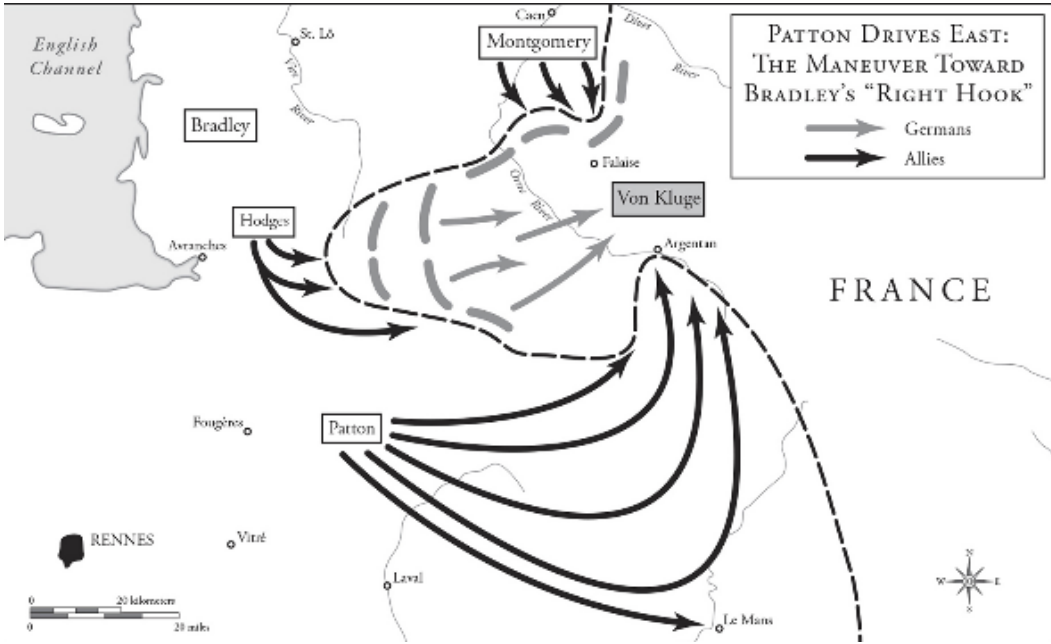 English
Channel
St. Lô
Vire
River
Caen
Dives
River
Montgomery
PATTON DRIVES EAST:
THE MANEUVER TOWARD
BRADLEY'S “RIGHT HOOK”
Germans
Allies
Bradley
Falaise
Orne
River
Von Kluge
Hodges
Avranches
Argentan
FRANCE
Fougères
Patton
RENNES
Vitré
Laval
Le Mans
N
W
E
S
0
20 kilometers
0
20 miles